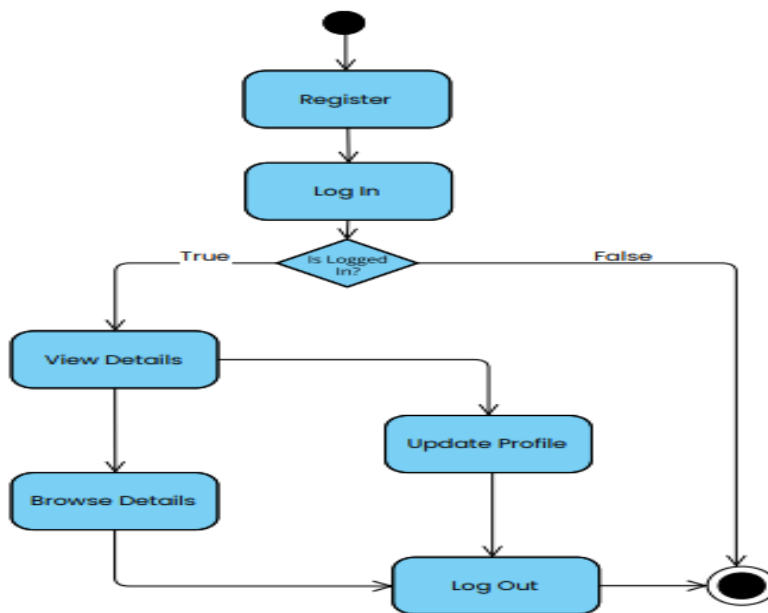 Register
Log In
True
Is Logged
In?
False
View Details
Update Profile
Browse Details
Log Out